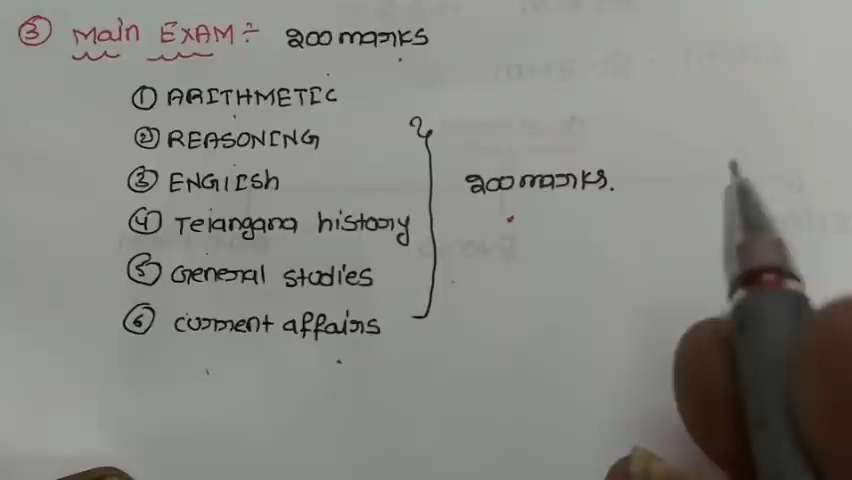 ③ Main EXAM:- 200 marks
① ARITHMETIC
② REASONING
③ ENGlISh
④ Telangana history
⑤ General studies
⑥ current affairs
200 marks.